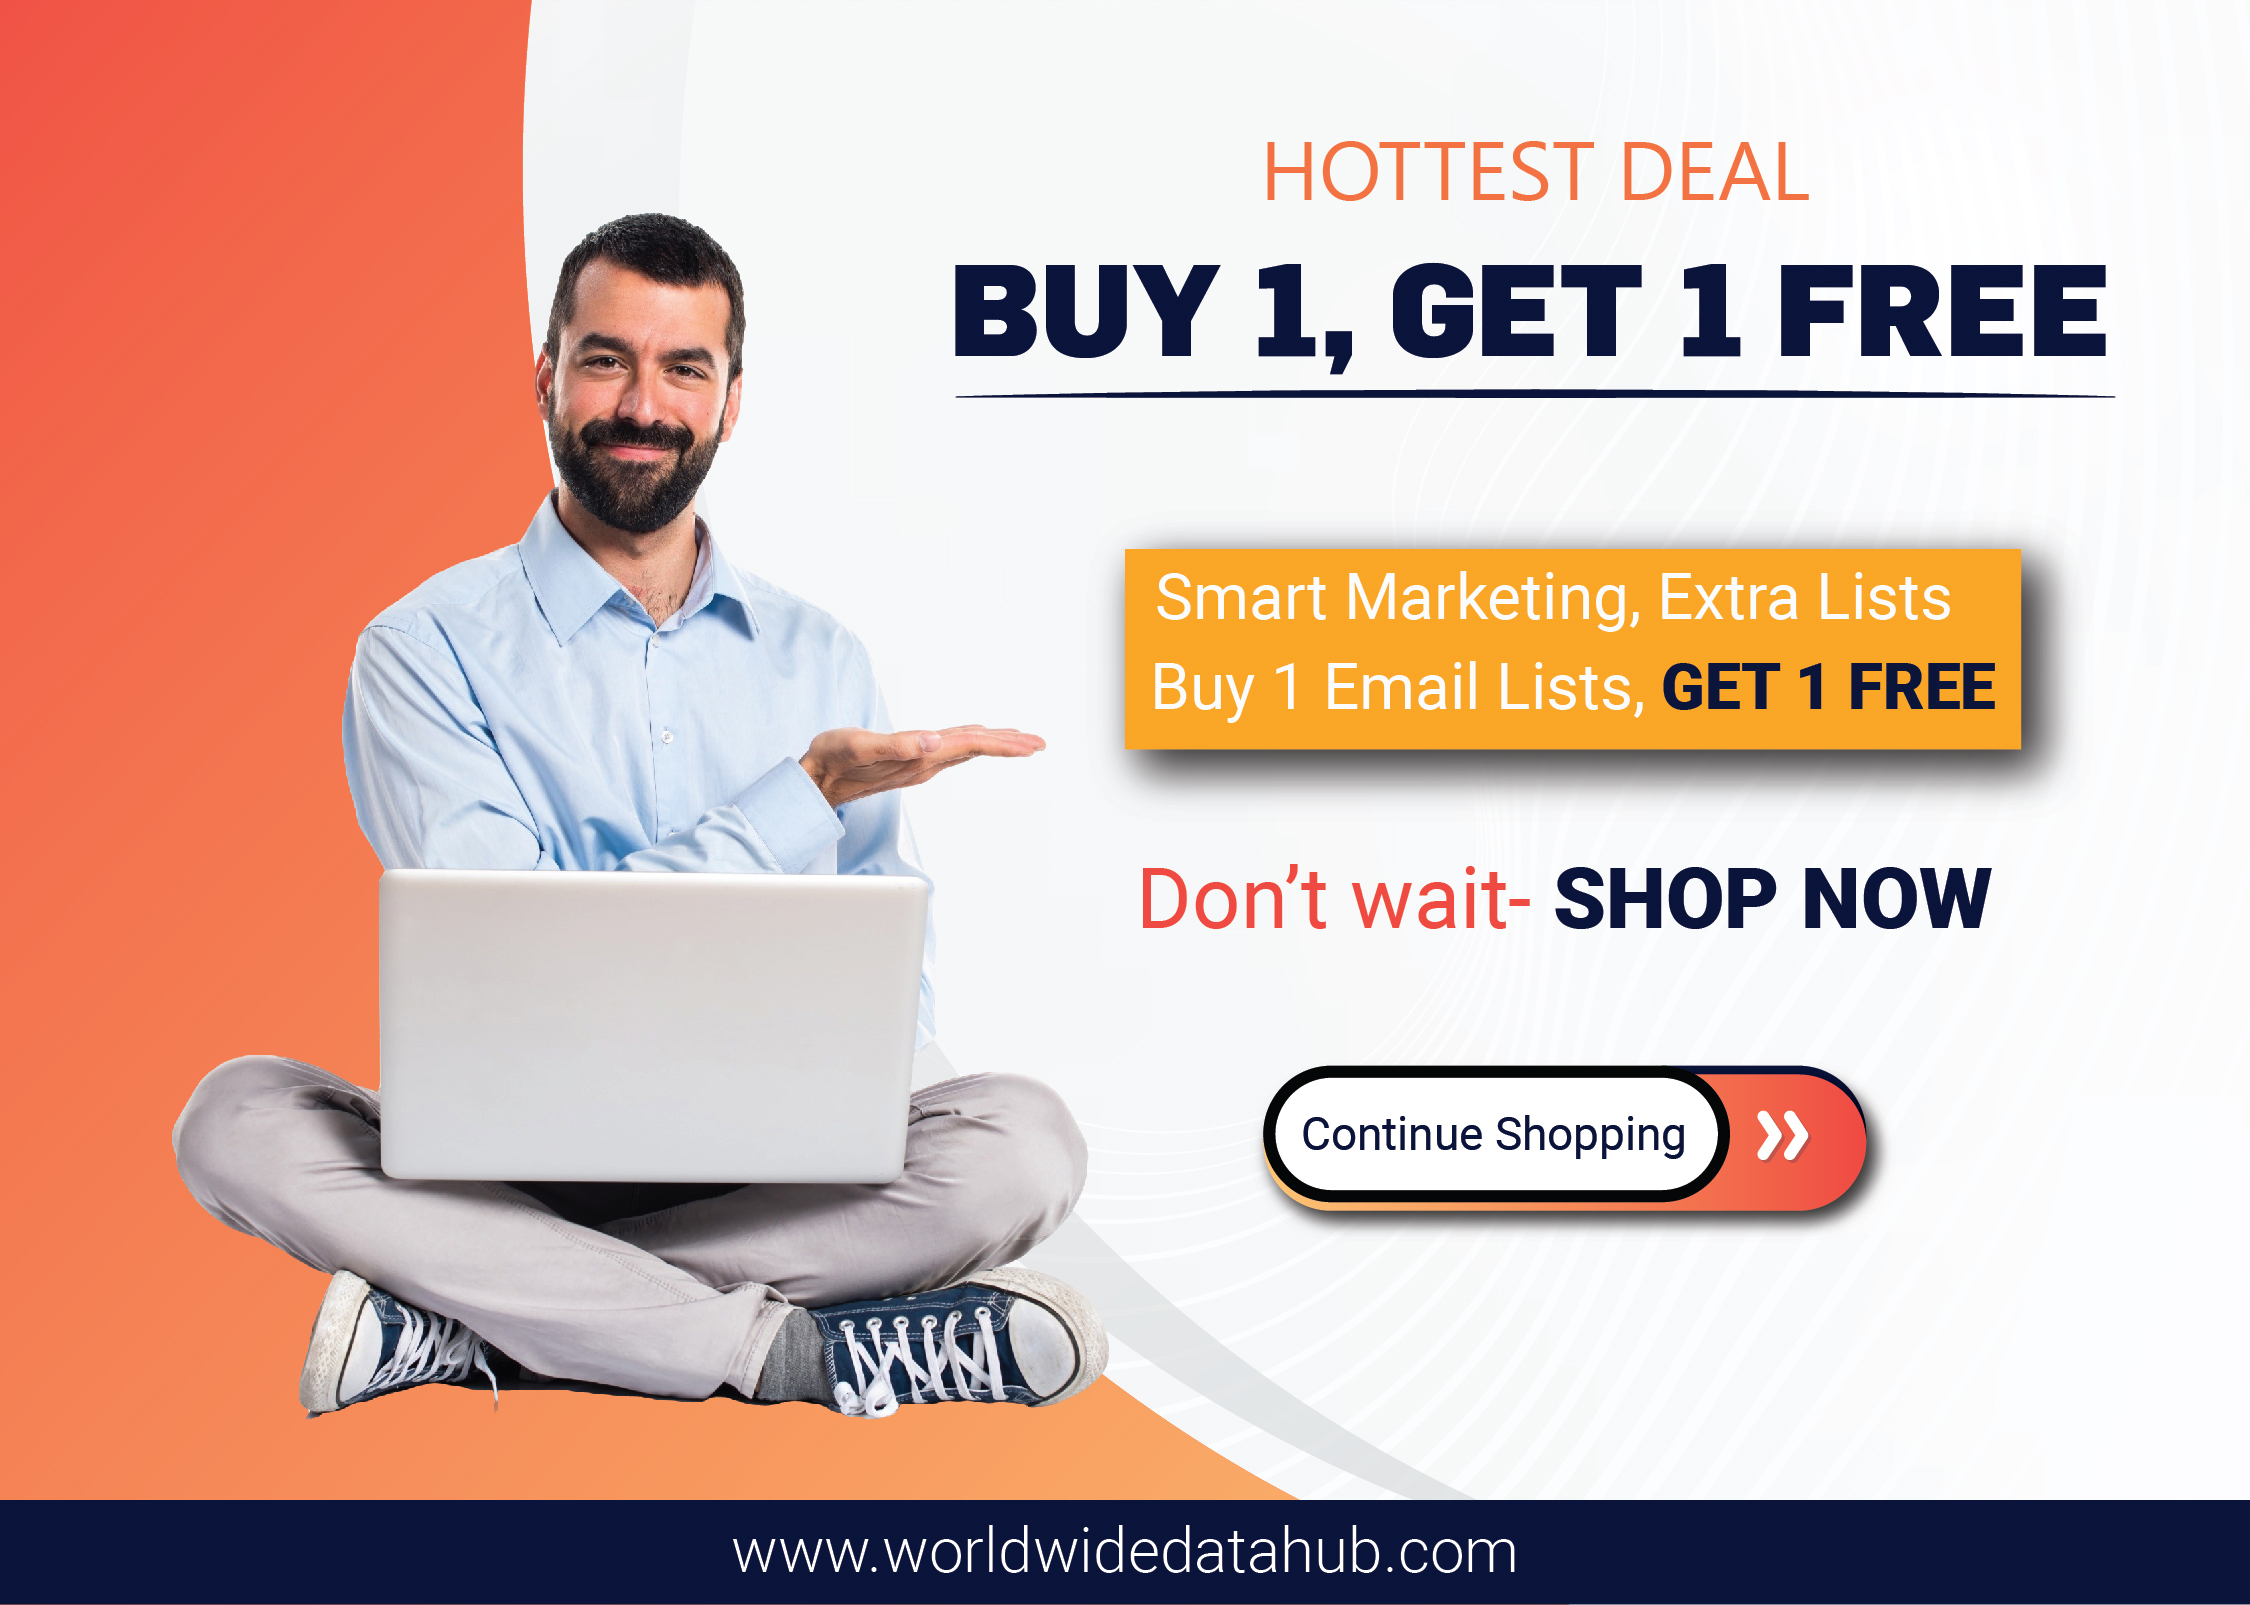 HOTTEST DEAL
BUY 1, GET 1 FREE
Smart Marketing, Extra Lists
Buy 1 Email Lists, GET 1 FREE
Don’t wait- SHOP NOW
Continue Shopping
www.worldwidedatahub.com